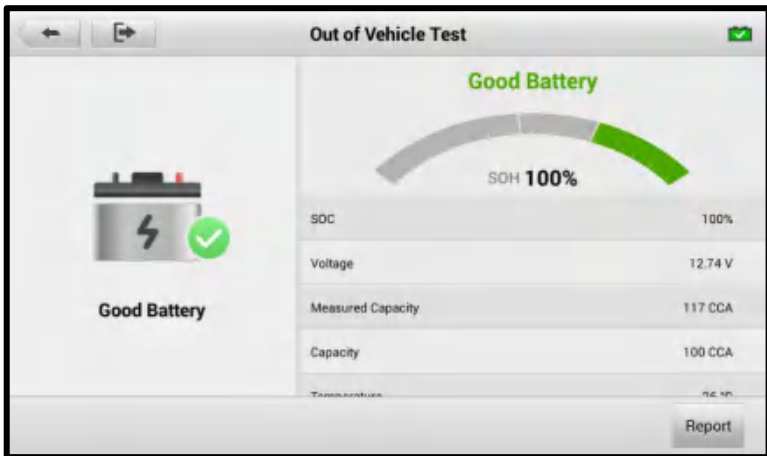 Out of Vehicle Test
Good Battery
Good Battery
SOH 100%
SOC 100%
Voltage 12.74 V
Measured Capacity 117 CCA
Capacity 100 CCA
Temperature
Report